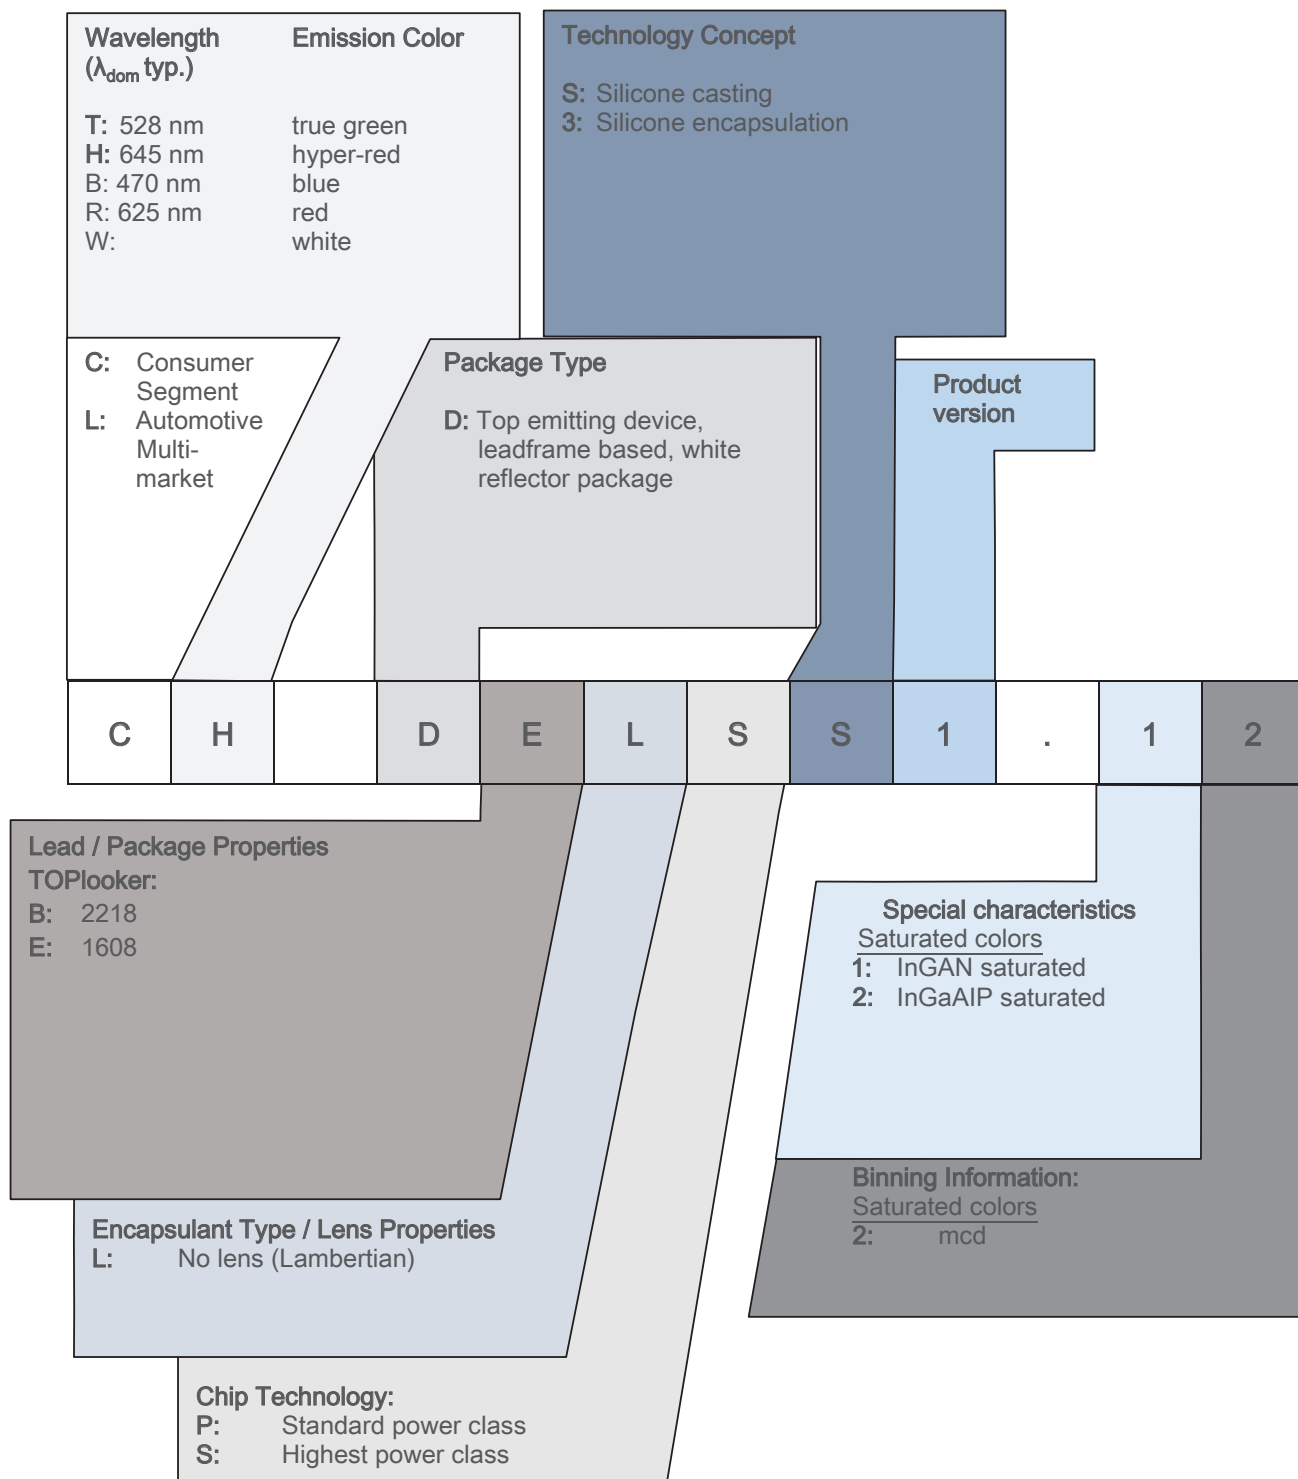 Wavelength Emission Color
(λdom typ.)
T: 528 nm true green
H: 645 nm hyper-red
B: 470 nm blue
R: 625 nm red
W: white
Technology Concept
S: Silicone casting
3: Silicone encapsulation
C: Consumer
Segment
L: Automotive
Multi-
market
Package Type
D: Top emitting device,
leadframe based, white
reflector package
Product
version
C H D E L S S 1 . 1 2
Lead / Package Properties
TOPlooker:
B: 2218
E: 1608
Special characteristics
Saturated colors
1: InGAN saturated
2: InGaAlP saturated
Binning Information:
Saturated colors
2: mcd
Encapsulant Type / Lens Properties
L: No lens (Lambertian)
Chip Technology:
P: Standard power class
S: Highest power class